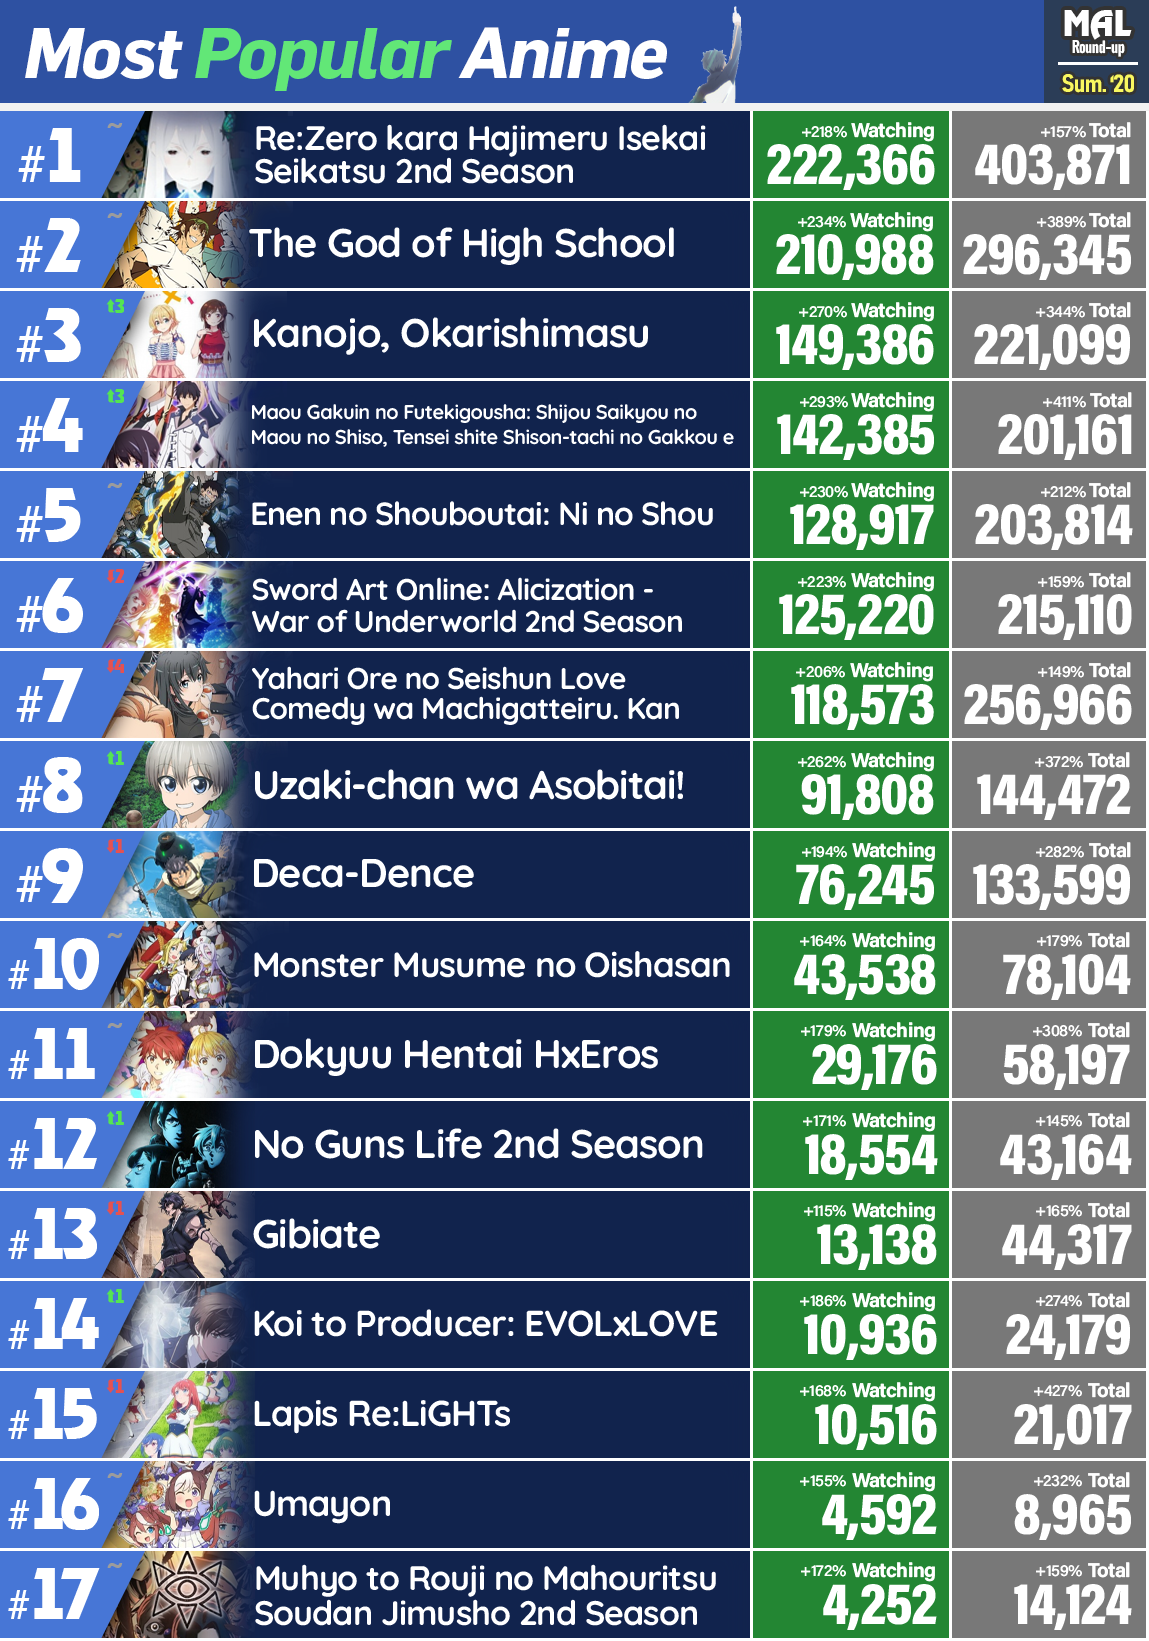 Most Popular Anime
MAL
Round-up
Sum. '20
#1
~
Re:Zero kara Hajimeru Isekai
Seikatsu 2nd Season
+218% Watching
222,366
+157% Total
403,871
#2
~
The God of High School
+234% Watching
210,988
+389% Total
296,345
#3
↑3
Kanojo, Okarishimasu
+270% Watching
149,386
+344% Total
221,099
#4
↑3
Maou Gakuin no Futekigousha: Shijou Saikyou no
Maou no Shiso, Tensei shite Shison-tachi no Gakkou e
+293% Watching
142,385
+411% Total
201,161
#5
~
Enen no Shouboutai: Ni no Shou
+230% Watching
128,917
+212% Total
203,814
#6
↓2
Sword Art Online: Alicization -
War of Underworld 2nd Season
+223% Watching
125,220
+159% Total
215,110
#7
↓4
Yahari Ore no Seishun Love
Comedy wa Machigatteiru. Kan
+206% Watching
118,573
+149% Total
256,966
#8
↑1
Uzaki-chan wa Asobitai!
+262% Watching
91,808
+372% Total
144,472
#9
↓1
Deca-Dence
+194% Watching
76,245
+282% Total
133,599
#10
~
Monster Musume no Oishasan
+164% Watching
43,538
+179% Total
78,104
#11
~
Dokyuu Hentai HxEros
+179% Watching
29,176
+308% Total
58,197
#12
↑1
No Guns Life 2nd Season
+171% Watching
18,554
+145% Total
43,164
#13
↓1
Gibiate
+115% Watching
13,138
+165% Total
44,317
#14
↑1
Koi to Producer: EVOLxLOVE
+186% Watching
10,936
+274% Total
24,179
#15
↓1
Lapis Re:LiGHTs
+168% Watching
10,516
+427% Total
21,017
#16
~
Umayon
+155% Watching
4,592
+232% Total
8,965
#17
~
Muhyo to Rouji no Mahouritsu
Soudan Jimusho 2nd Season
+172% Watching
4,252
+159% Total
14,124